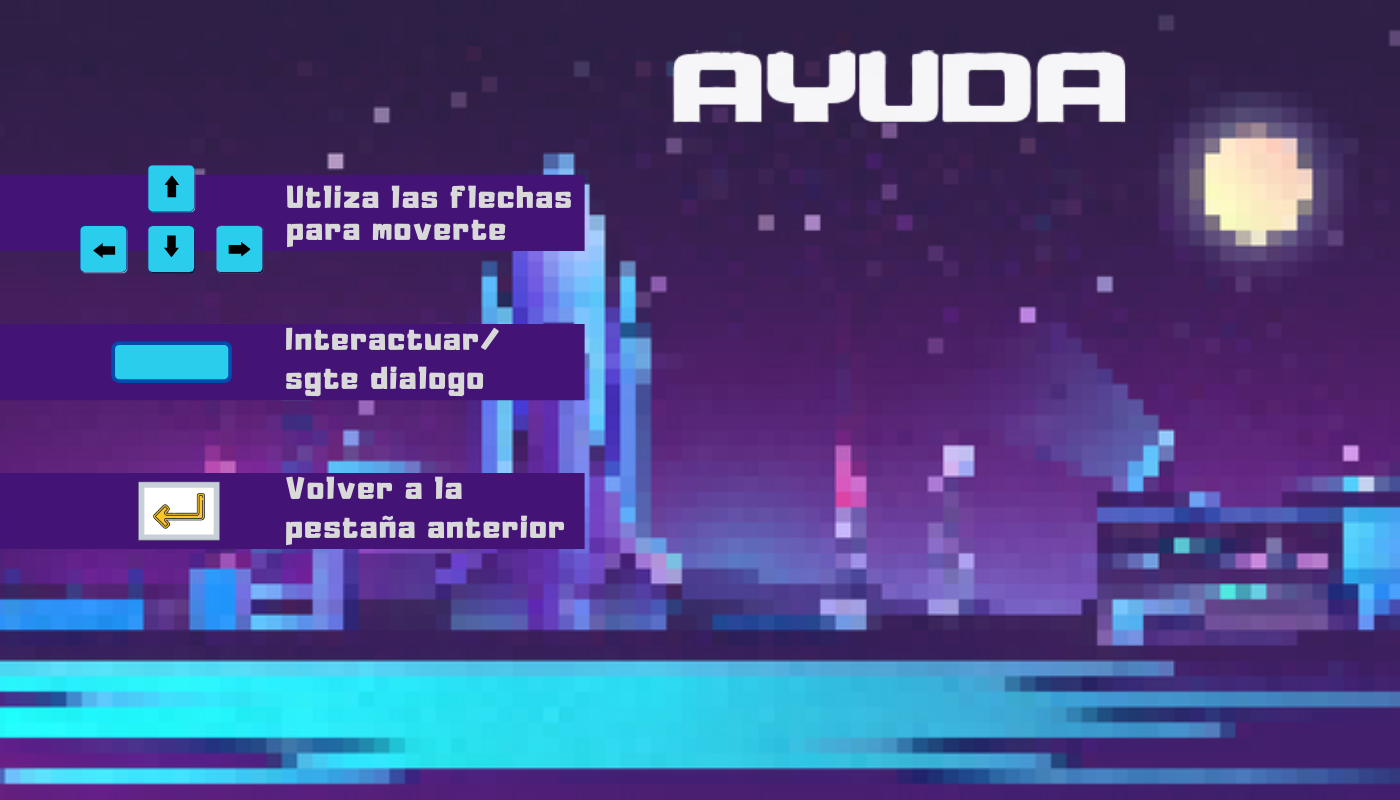 AYUDA
Utliza las flechas
para moverte
Interactuar/
sgte dialogo
Volver a la
pestaña anterior